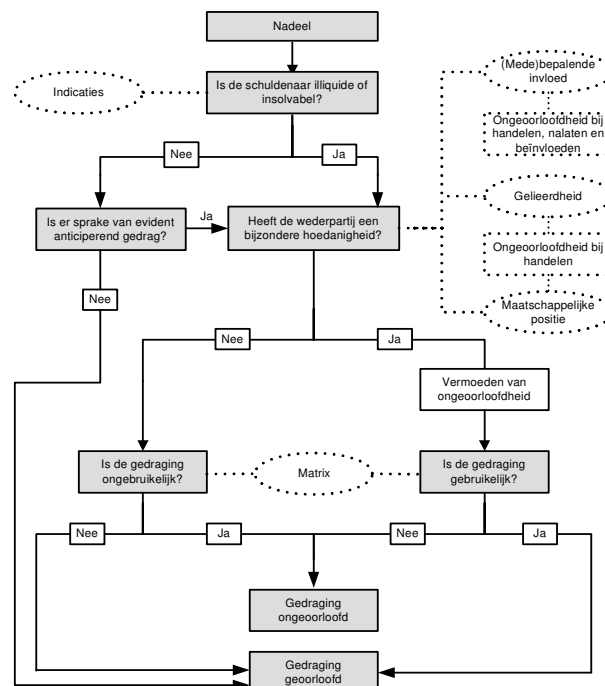 Nadeel
Is de schuldenaar illiquide of
insolvabel?
Indicaties
(Mede)bepalende
invloed
Ongeoorloofdheid bij
handelen, nalaten en
beïnvloeden
Nee
Ja
Is er sprake van evident
anticiperend gedrag?
Ja
Heeft de wederpartij een
bijzondere hoedanigheid?
Gelieerdheid
Ongeoorloofdheid bij
handelen
Maatschappelijke
positie
Nee
Nee
Ja
Vermoeden van
ongeoorloofdheid
Is de gedraging
ongebruikelijk?
Matrix
Is de gedraging
gebruikelijk?
Nee
Ja
Nee
Ja
Gedraging
ongeoorloofd
Gedraging
geoorloofd